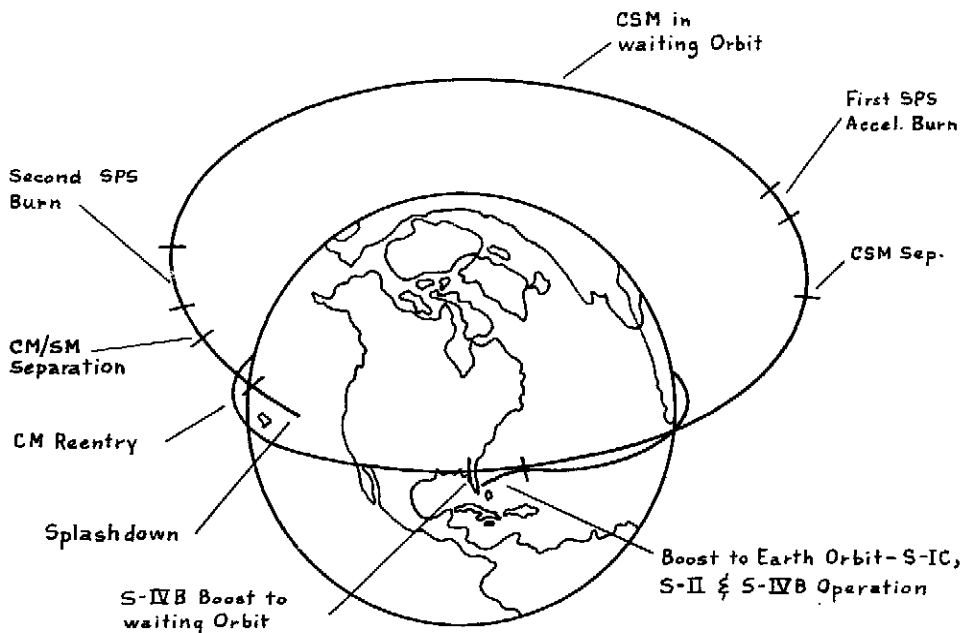 CSM in
waiting Orbit
First SPS
Accel. Burn
Second SPS
Burn
CSM Sep.
CM/SM
Separation
CM Reentry
Splashdown
S-IVB Boost to
waiting Orbit
Boost to Earth Orbit - S-IC,
S-II & S-IVB Operation